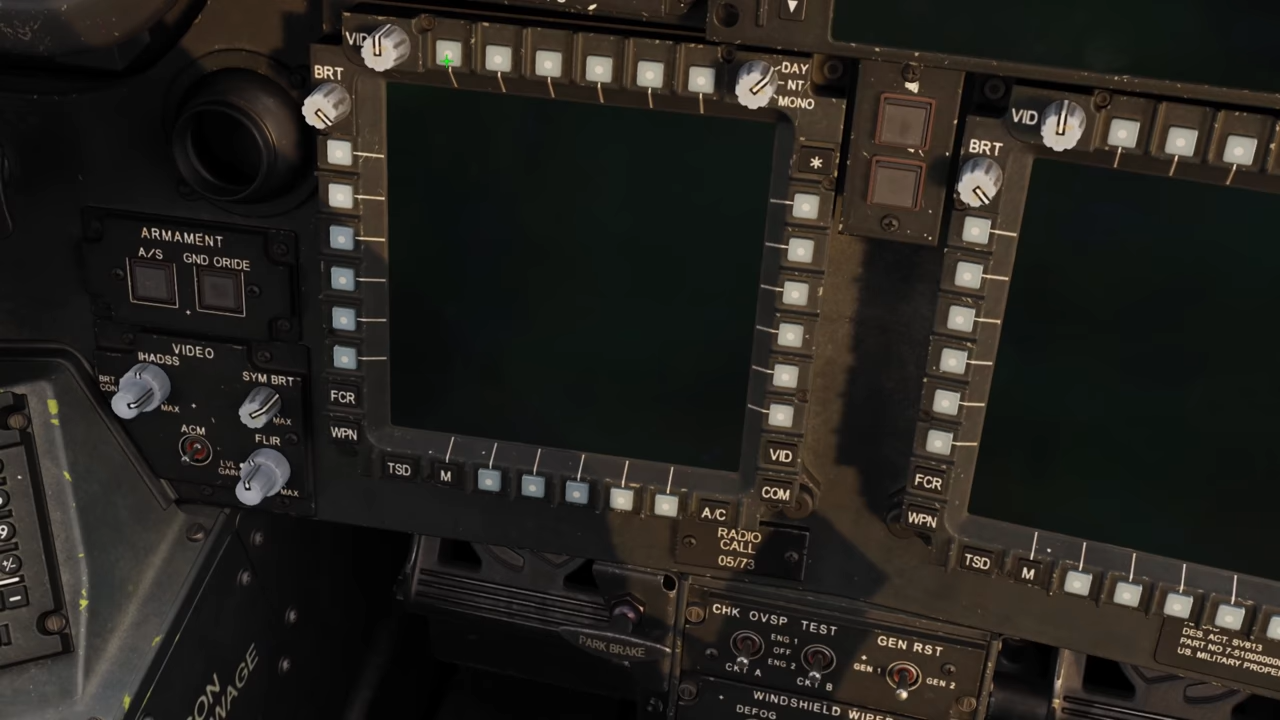 VID
BRT
DAY
NT
MONO
*
VID
BRT
ARMAMENT
A/S
GND ORIDE
VIDEO
IHADSS
BRT
CON
MAX
SYM BRT
MAX
ACM
FLIR
LVL
GAIN
MAX
FCR
WPN
TSD
M
VID
COM
A/C
RADIO
CALL
05/73
FCR
WPN
TSD
M
PARK BRAKE
CHK OVSP TEST
ENG 1
OFF
ENG 2
CKT A
CKT B
GEN RST
GEN 1
GEN 2
WINDSHIELD WIPER
DEFOG
DES. ACT. SV613
US. MILITARY PROPER
9
+/-
-